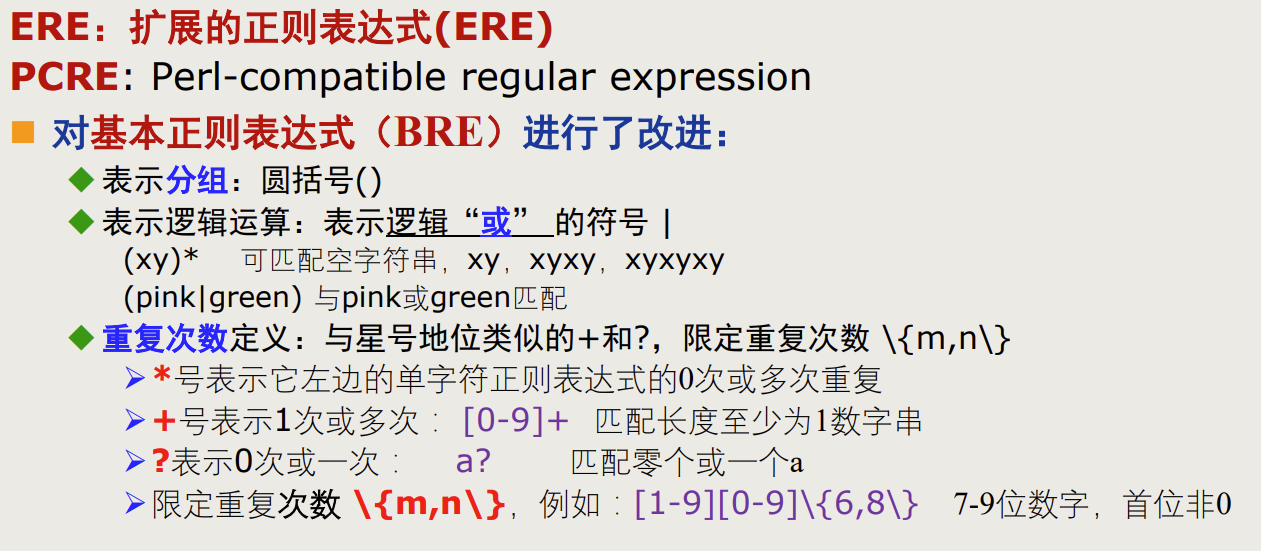 ERE：扩展的正则表达式(ERE)
PCRE: Perl-compatible regular expression
对基本正则表达式（BRE）进行了改进：
表示分组：圆括号()
表示逻辑运算：表示逻辑“或” 的符号 |
(xy)* 可匹配空字符串，xy，xyxy，xyxyxy
(pink|green) 与pink或green匹配
重复次数定义：与星号地位类似的+和?，限定重复次数 \{m,n\}
*号表示它左边的单字符正则表达式的0次或多次重复
+号表示1次或多次： [0-9]+ 匹配长度至少为1数字串
?表示0次或一次： a? 匹配零个或一个a
限定重复次数 \{m,n\}，例如：[1-9][0-9]\{6,8\} 7-9位数字，首位非0